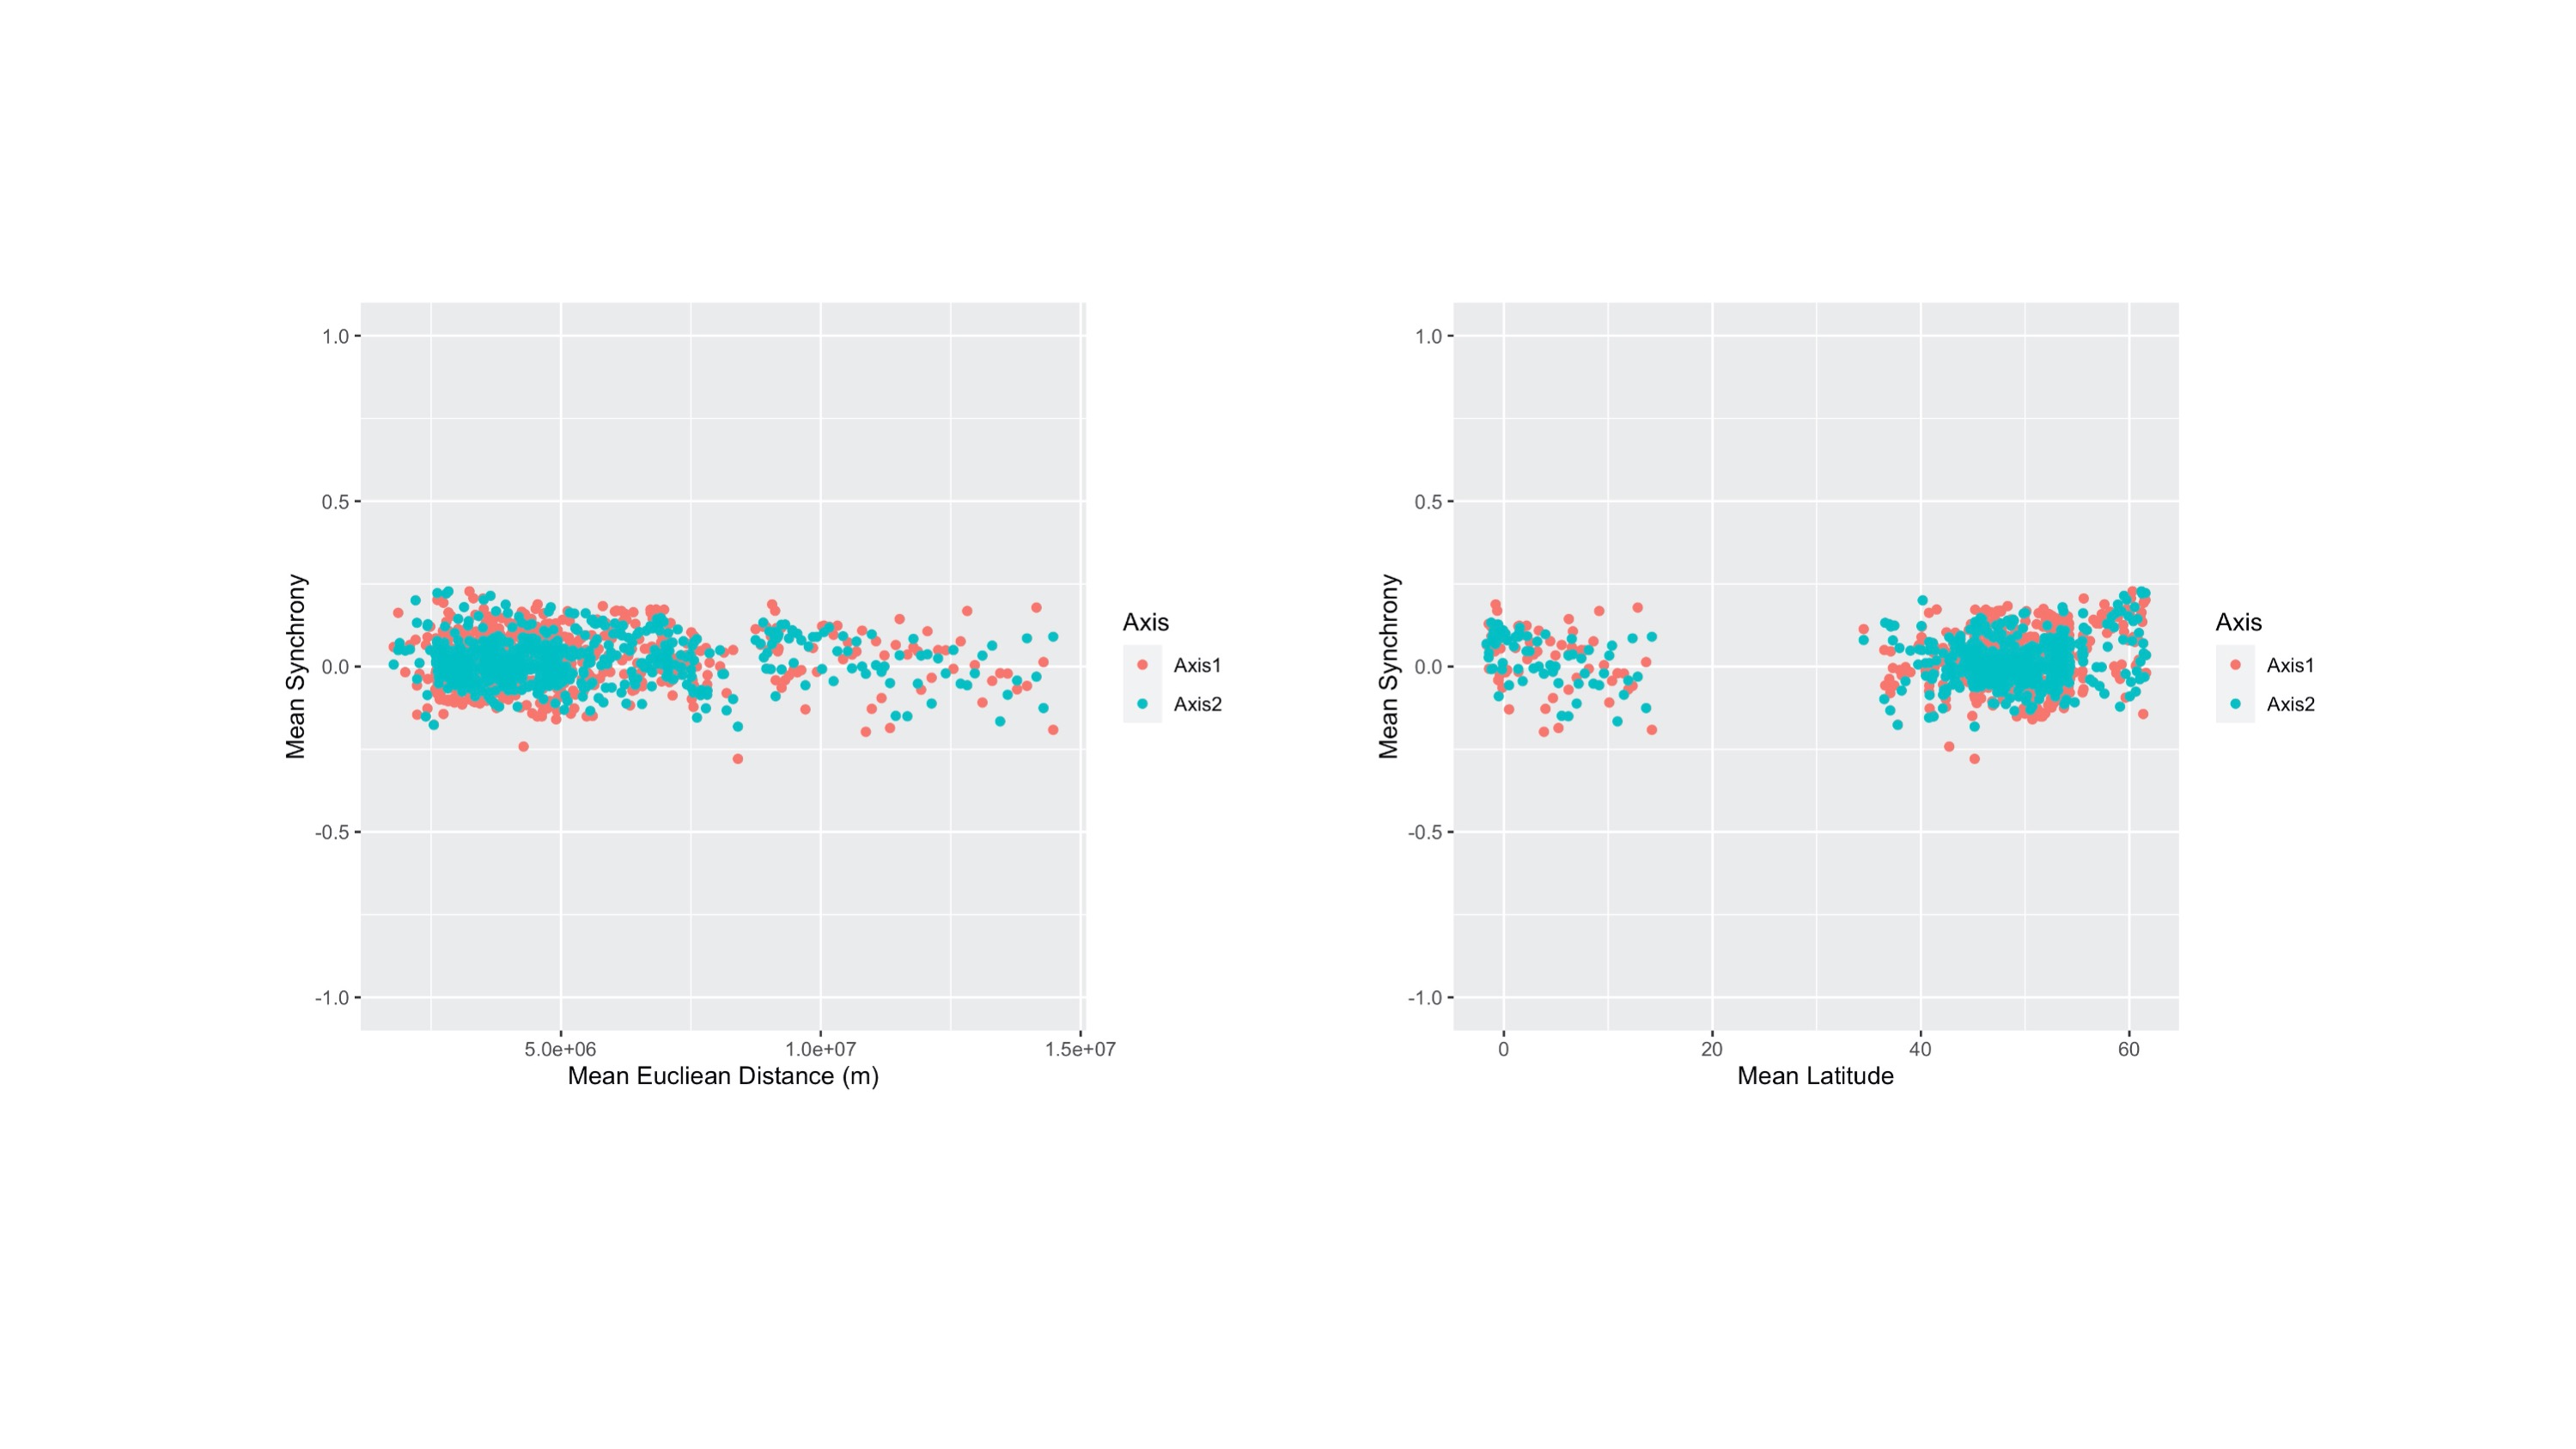 1.0
0.5
0.0
-0.5
-1.0
Mean Synchrony
5.0e+06 1.0e+07 1.5e+07
Mean Eucliean Distance (m)
Axis
Axis1
Axis2
1.0
0.5
0.0
-0.5
-1.0
Mean Synchrony
0 20 40 60
Mean Latitude
Axis
Axis1
Axis2